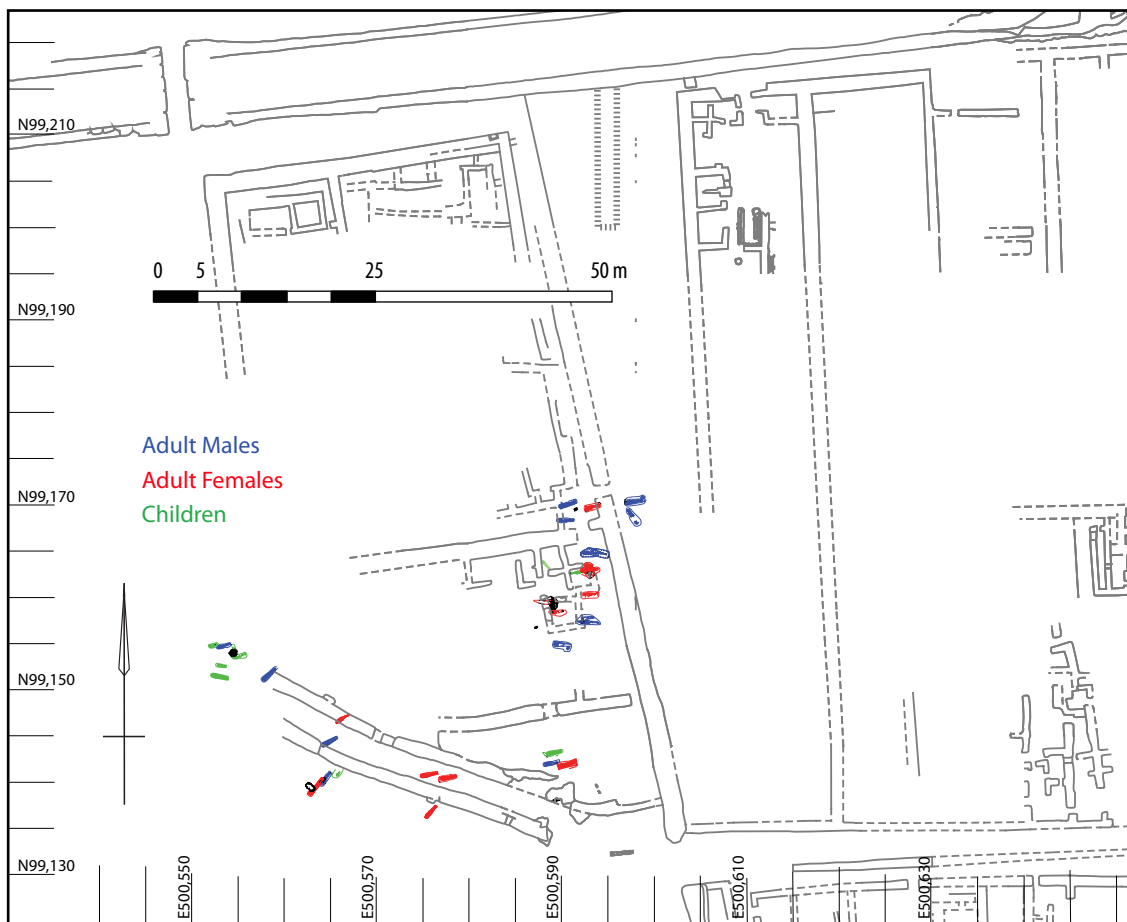 N99,210
0 5 25 50 m
N99,190
Adult Males
Adult Females
Children
N99,170
N99,150
N99,130
E500,550
E500,570
E500,590
E500,610
E500,630